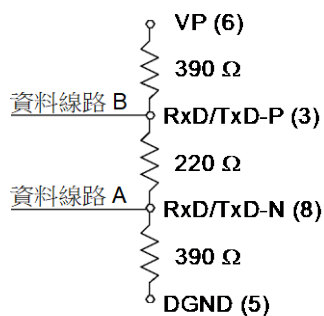 VP (6)
390 Ω
資料線路 B
RxD/TxD-P (3)
220 Ω
資料線路 A
RxD/TxD-N (8)
390 Ω
DGND (5)